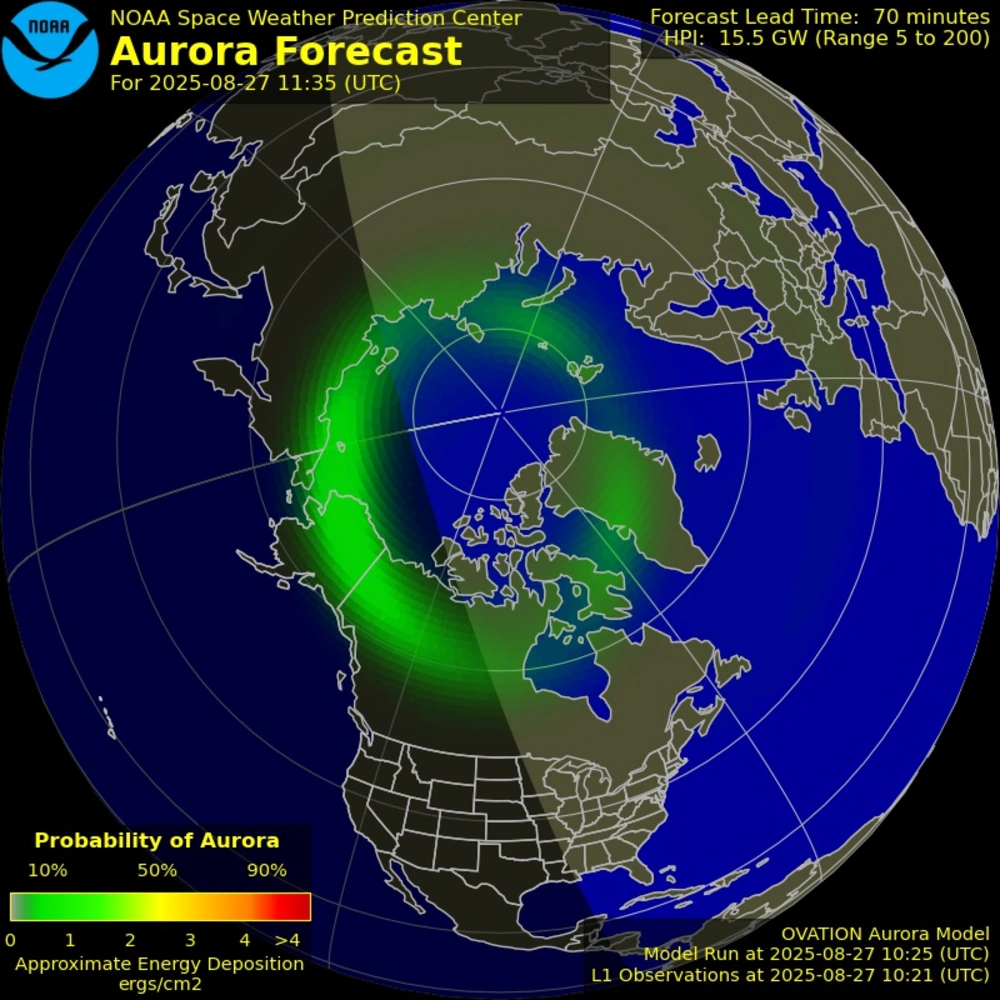 NOAA
NOAA Space Weather Prediction Center
Aurora Forecast
For 2025-08-27 11:35 (UTC)
Forecast Lead Time: 70 minutes
HPI: 15.5 GW (Range 5 to 200)
Probability of Aurora
10% 50% 90%
0 1 2 3 4 >4
Approximate Energy Deposition
ergs/cm2
OVATION Aurora Model
Model Run at 2025-08-27 10:25 (UTC)
L1 Observations at 2025-08-27 10:21 (UTC)